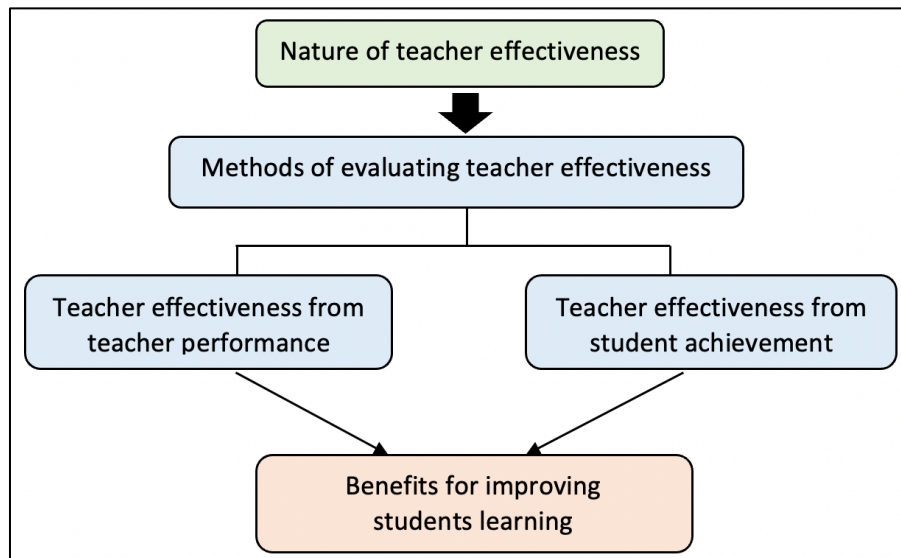 Nature of teacher effectiveness
Methods of evaluating teacher effectiveness
Teacher effectiveness from
teacher performance
Teacher effectiveness from
student achievement
Benefits for improving
students learning